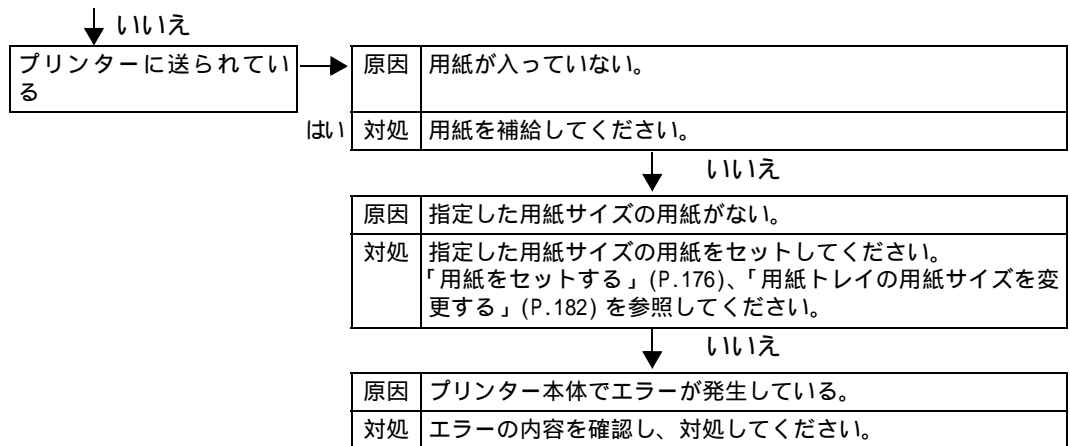 いいえ
プリンターに送られてい
る
はい
原因 用紙が入っていない。
対処 用紙を補給してください。
いいえ
原因 指定した用紙サイズの用紙がない。
対処 指定した用紙サイズの用紙をセットしてください。
「用紙をセットする」(P.176)、「用紙トレイの用紙サイズを変
更する」(P.182) を参照してください。
いいえ
原因 プリンター本体でエラーが発生している。
対処 エラーの内容を確認し、対処してください。